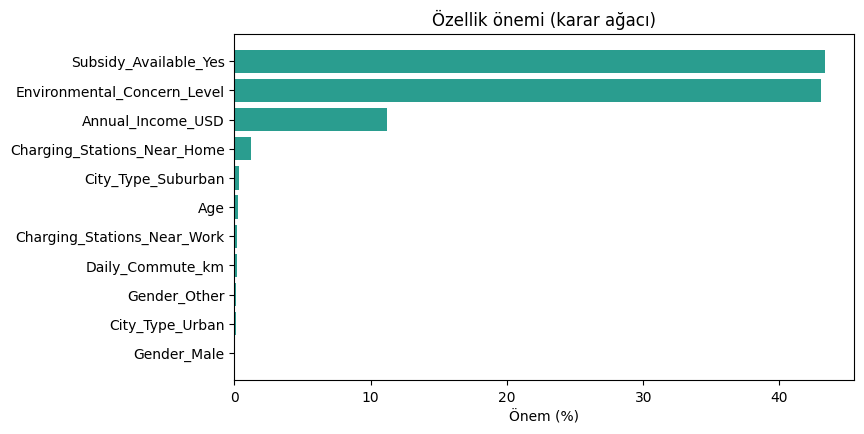 Özellik önemi (karar ağacı)
Subsidy_Available_Yes
Environmental_Concern_Level
Annual_Income_USD
Charging_Stations_Near_Home
City_Type_Suburban
Age
Charging_Stations_Near_Work
Daily_Commute_km
Gender_Other
City_Type_Urban
Gender_Male
0 10 20 30 40
Önem (%)